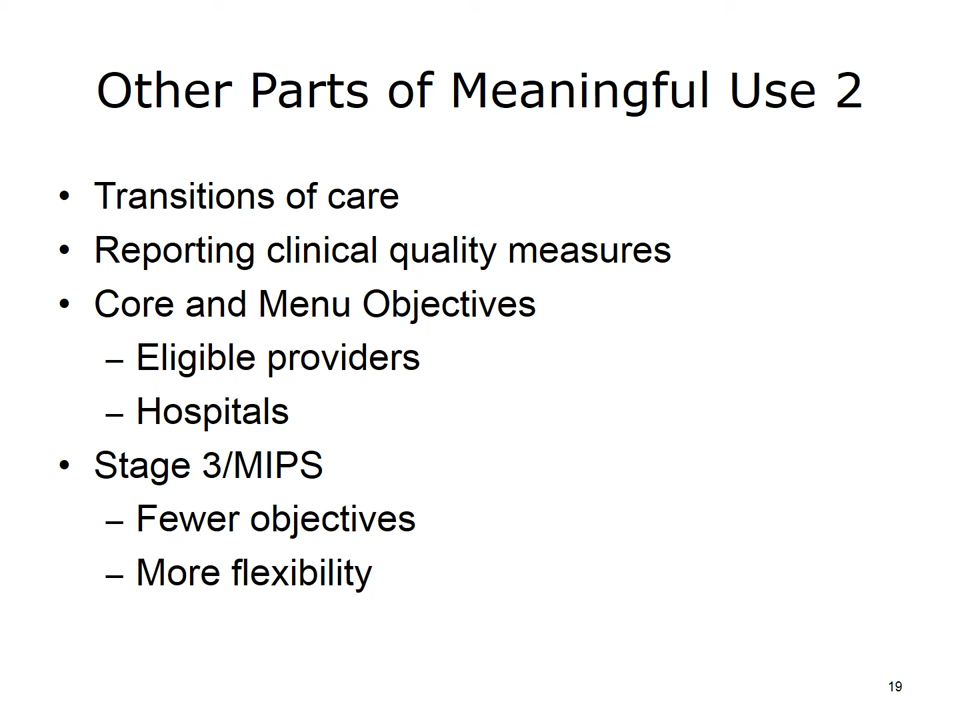 Other Parts of Meaningful Use 2
• Transitions of care
• Reporting clinical quality measures
• Core and Menu Objectives
– Eligible providers
– Hospitals
• Stage 3/MIPS
– Fewer objectives
– More flexibility
19